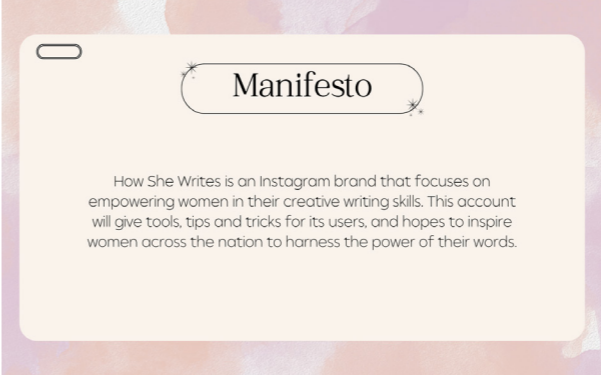 Manifesto
How She Writes is an Instagram brand that focuses on
empowering women in their creative writing skills. This account
will give tools, tips and tricks for its users, and hopes to inspire
women across the nation to harness the power of their words.